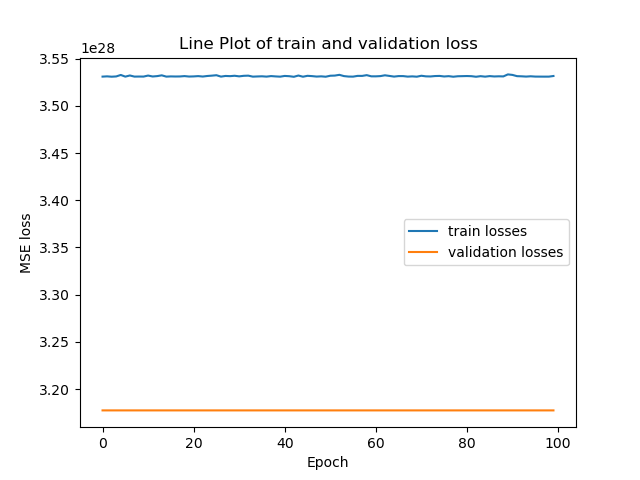 Line Plot of train and validation loss
1e28
3.55
3.50
3.45
3.40
3.35
3.30
3.25
3.20
MSE loss
train losses
validation losses
0 20 40 60 80 100
Epoch